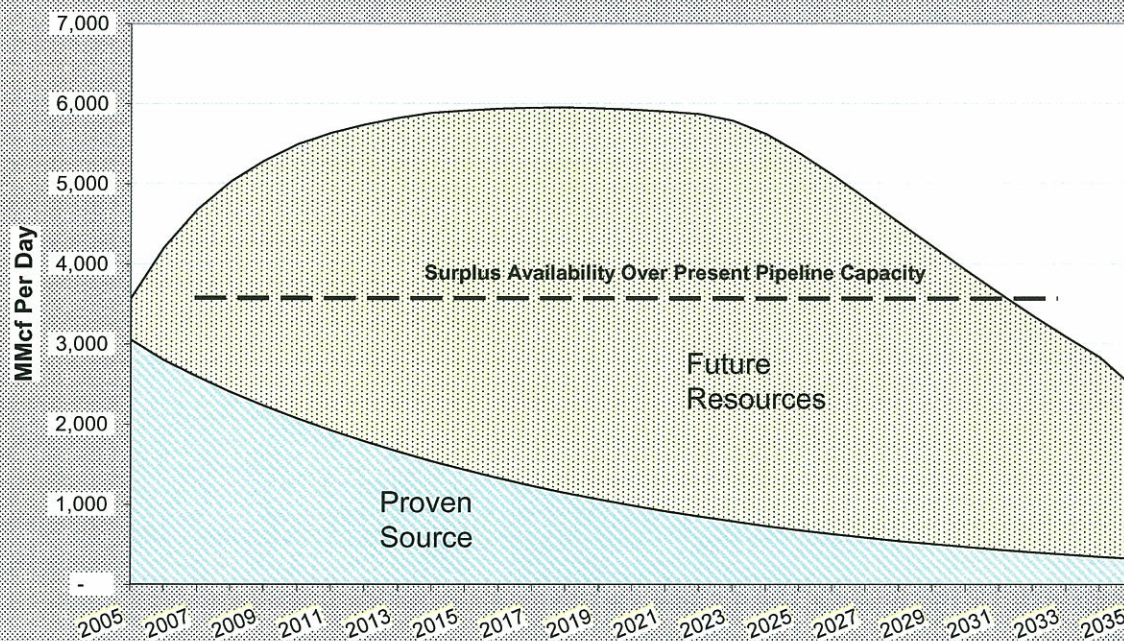 7,000
6,000
5,000
4,000
3,000
2,000
1,000
-
MMcf Per Day
Surplus Availability Over Present Pipeline Capacity
Future
Resources
Proven
Source
2005 2007 2009 2011 2013 2015 2017 2019 2021 2023 2025 2027 2029 2031 2033 2035